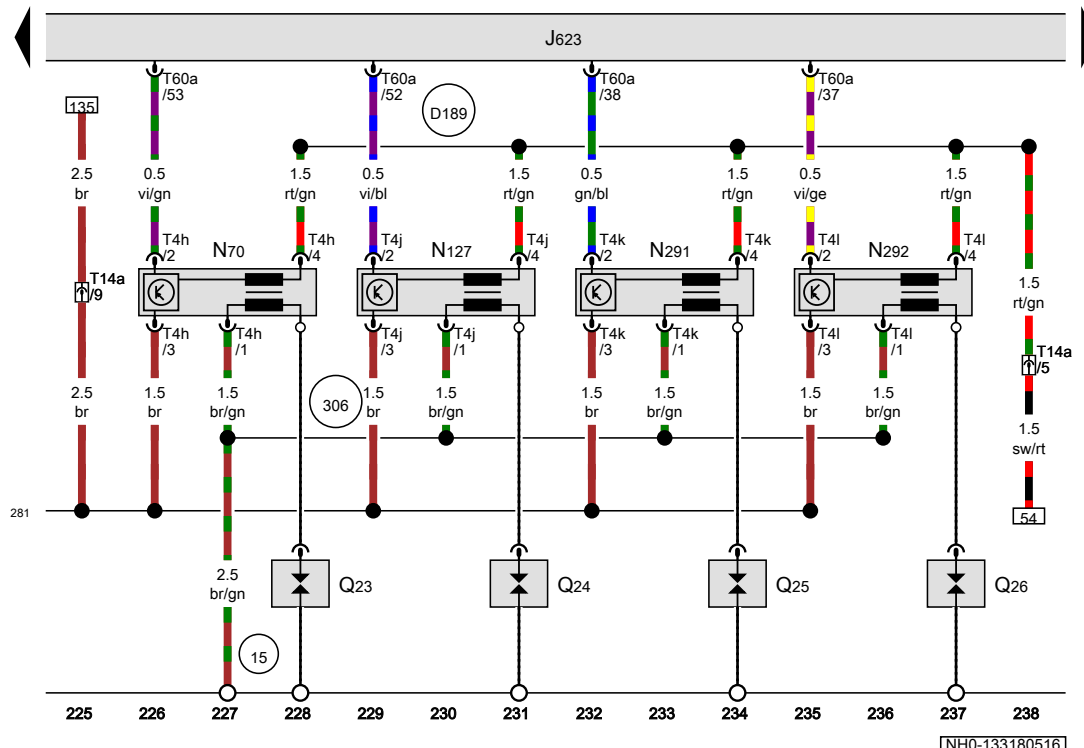 J623
T60a T60a T60a T60a
/53 /52 /38 /37
135
D189
2.5 0.5 1.5 0.5 1.5 0.5 1.5 0.5 1.5
br vi/gn rt/gn vi/bl rt/gn gn/bl rt/gn vi/ge rt/gn
T4h N70 T4h T4j N127 T4j T4k N291 T4k T4l N292 T4l
/2 /4 /2 /4 /2 /4 /2 /4
T14a
/9
1.5
rt/gn
T4h T4h T4j T4j T4k T4k T4l T4l
/3 /1 /3 /1 /3 /1 /3 /1
T14a
/5
2.5 1.5 1.5 306 1.5 1.5 1.5 1.5 1.5 1.5
br br br/gn br br/gn br br/gn br br/gn
1.5
sw/rt
281
54
2.5
br/gn
Q23 Q24 Q25 Q26
15
225 226 227 228 229 230 231 232 233 234 235 236 237 238
NH0-133180516